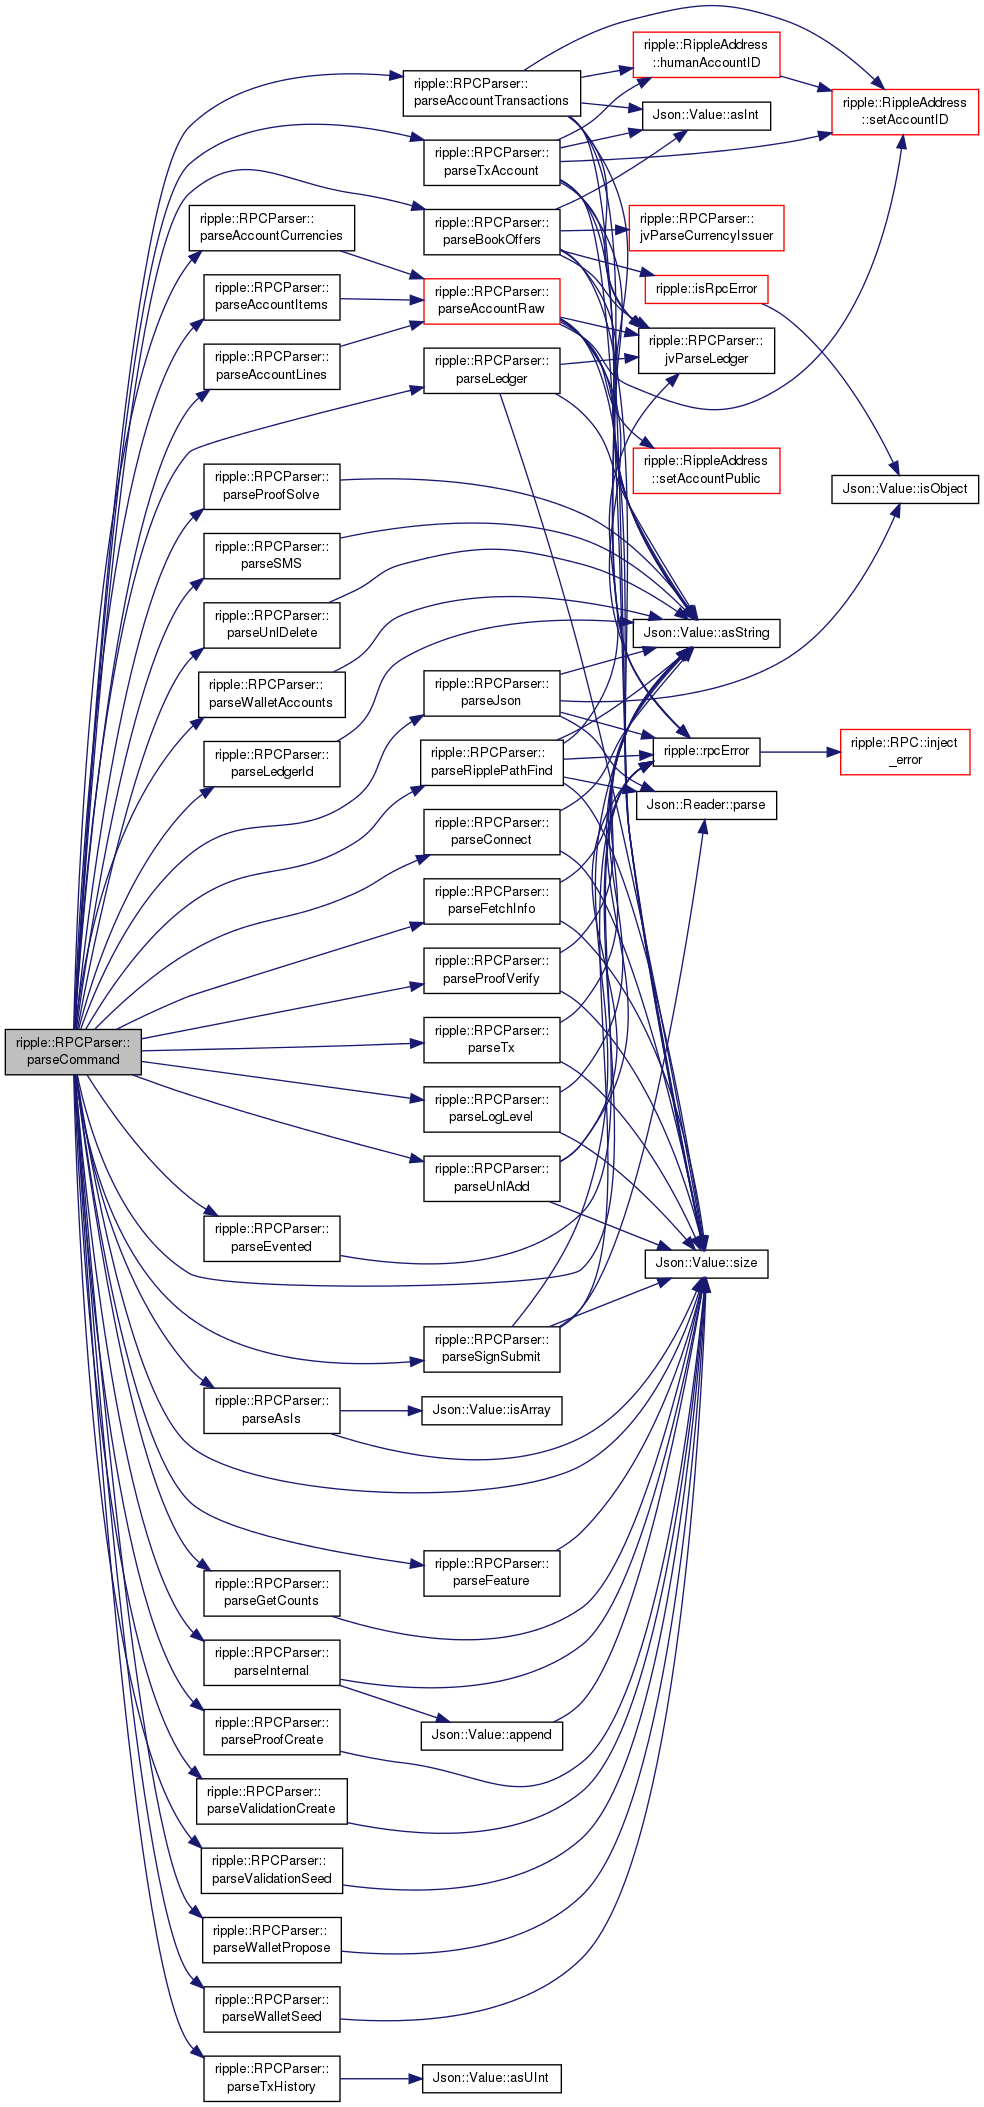 ripple::RPCParser::
parseCommand
ripple::RPCParser::
parseAccountCurrencies
ripple::RPCParser::
parseAccountItems
ripple::RPCParser::
parseAccountLines
ripple::RPCParser::
parseProofSolve
ripple::RPCParser::
parseSMS
ripple::RPCParser::
parseUnlDelete
ripple::RPCParser::
parseWalletAccounts
ripple::RPCParser::
parseLedgerId
ripple::RPCParser::
parseEvented
ripple::RPCParser::
parseAsIs
ripple::RPCParser::
parseGetCounts
ripple::RPCParser::
parseInternal
ripple::RPCParser::
parseProofCreate
ripple::RPCParser::
parseValidationCreate
ripple::RPCParser::
parseValidationSeed
ripple::RPCParser::
parseWalletPropose
ripple::RPCParser::
parseWalletSeed
ripple::RPCParser::
parseTxHistory
ripple::RPCParser::
parseAccountTransactions
ripple::RPCParser::
parseTxAccount
ripple::RPCParser::
parseBookOffers
ripple::RPCParser::
parseAccountRaw
ripple::RPCParser::
parseLedger
ripple::RPCParser::
parseJson
ripple::RPCParser::
parseRipplePathFind
ripple::RPCParser::
parseConnect
ripple::RPCParser::
parseFetchInfo
ripple::RPCParser::
parseProofVerify
ripple::RPCParser::
parseTx
ripple::RPCParser::
parseLogLevel
ripple::RPCParser::
parseUnlAdd
ripple::RPCParser::
parseSignSubmit
Json::Value::isArray
ripple::RPCParser::
parseFeature
Json::Value::append
Json::Value::asUInt
ripple::RippleAddress
::humanAccountID
Json::Value::asInt
ripple::RPCParser::
jvParseCurrencyIssuer
ripple::isRpcError
ripple::RPCParser::
jvParseLedger
ripple::RippleAddress
::setAccountPublic
Json::Value::asString
ripple::rpcError
Json::Reader::parse
Json::Value::size
ripple::RippleAddress
::setAccountID
Json::Value::isObject
ripple::RPC::inject
_error